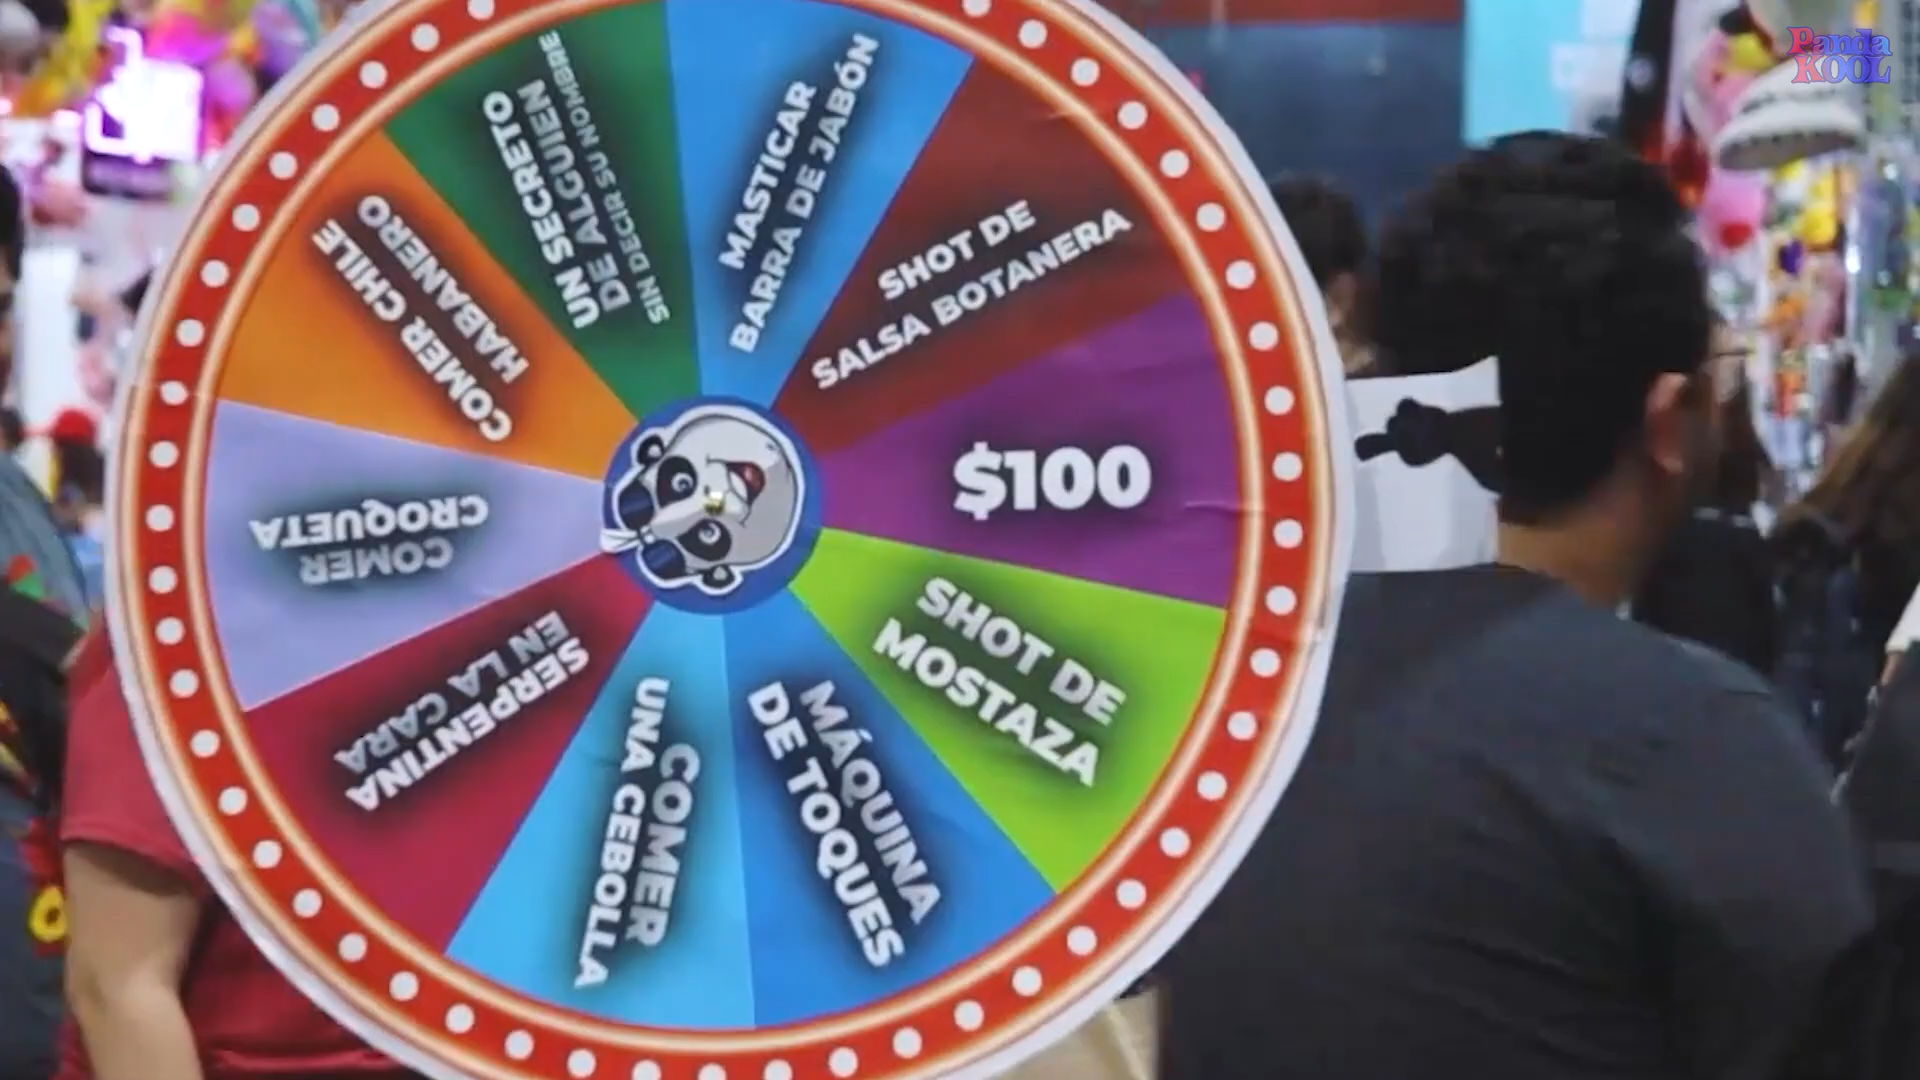 Panda
KOOL
UN SECRETO
DE ALGUIEN
SIN DECIR SU NOMBRE
MASTICAR
BARRA DE JABÓN
SHOT DE
SALSA BOTANERA
$100
SHOT DE
MOSTAZA
MÁQUINA
DE TOQUES
COMER
UNA CEBOLLA
SERPENTINA
EN LA CARA
COMER
CROQUETA
COMER CHILE
HABANERO